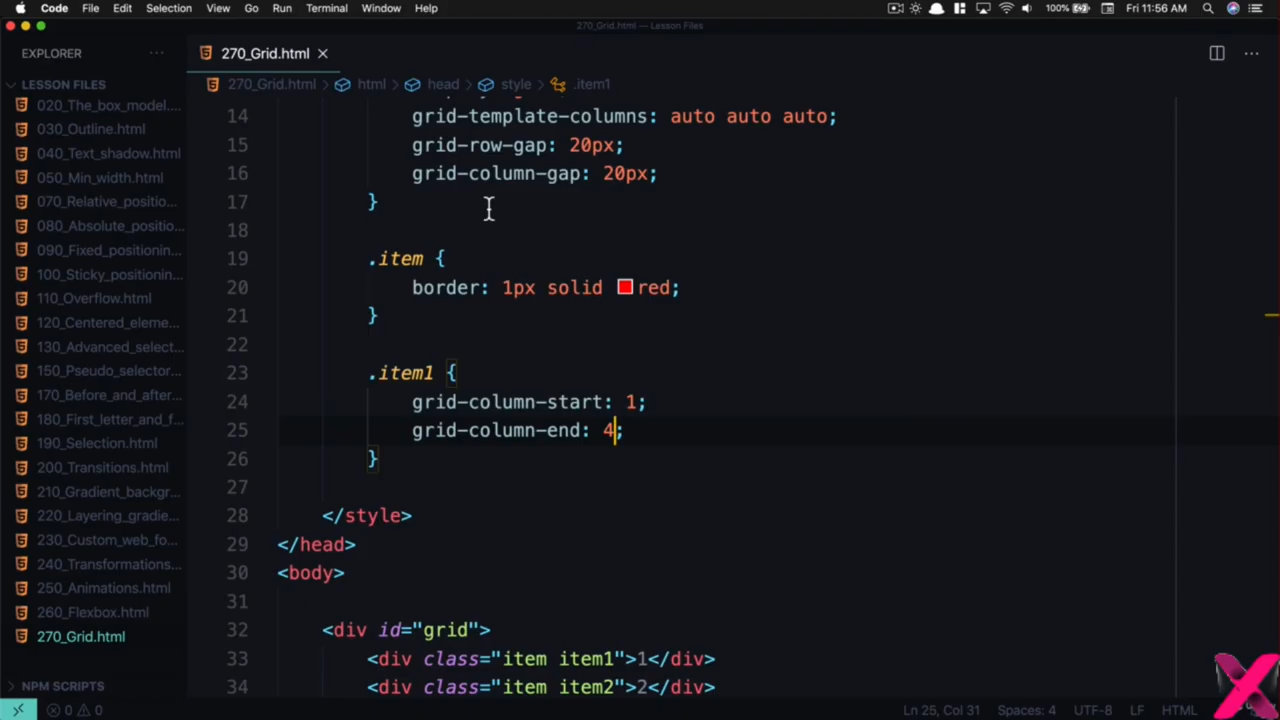 Code File Edit Selection View Go Run Terminal Window Help 100% Fri 11:56 AM
270_Grid.html — Lesson Files
EXPLORER
270_Grid.html
LESSON FILES
270_Grid.html html head style .item1
020_The_box_model....
030_Outline.html
040_Text_shadow.html
050_Min_width.html
070_Relative_positio...
080_Absolute_positio...
090_Fixed_positionin...
100_Sticky_positionin...
110_Overflow.html
120_Centered_eleme...
130_Advanced_select...
150_Pseudo_selector...
170_Before_and_after...
180_First_letter_and_f...
190_Selection.html
200_Transitions.html
210_Gradient_backgr...
220_Layering_gradie...
230_Custom_web_fo...
240_Transformations...
250_Animations.html
260_Flexbox.html
270_Grid.html
NPM SCRIPTS
14 grid-template-columns: auto auto auto;
15 grid-row-gap: 20px;
16 grid-column-gap: 20px;
17 }
18
19 .item {
20 border: 1px solid red;
21 }
22
23 .item1 {
24 grid-column-start: 1;
25 grid-column-end: 4;
26 }
27
28 </style>
29 </head>
30 <body>
31
32 <div id="grid">
33 <div class="item item1">1</div>
34 <div class="item item2">2</div>
0 0 Ln 25, Col 31 Spaces: 4 UTF-8 LF HTML